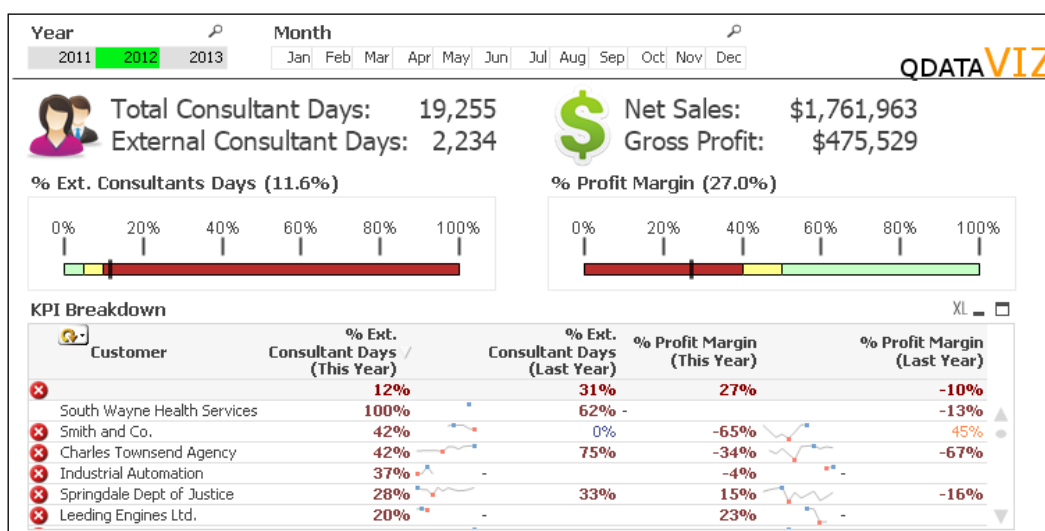 Year Month
2011 2012 2013 Jan Feb Mar Apr May Jun Jul Aug Sep Oct Nov Dec
QDATAVIZ
Total Consultant Days: 19,255 Net Sales: $1,761,963
External Consultant Days: 2,234 $ Gross Profit: $475,529
% Ext. Consultants Days (11.6%) % Profit Margin (27.0%)
0% 20% 40% 60% 80% 100% 0% 20% 40% 60% 80% 100%
KPI Breakdown XL
Customer % Ext. Consultant Days (This Year) % Ext. Consultant Days (Last Year) % Profit Margin (This Year) % Profit Margin (Last Year)
12% 31% 27% -10%
South Wayne Health Services 100% 62% - -13%
Smith and Co. 42% 0% -65% 45%
Charles Townsend Agency 42% 75% -34% -67%
Industrial Automation 37% - -4% -
Springdale Dept of Justice 28% 33% 15% -16%
Leeding Engines Ltd. 20% - 23% -